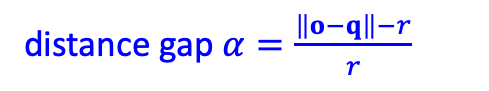 distance gap α = ‖o−q‖−r / r